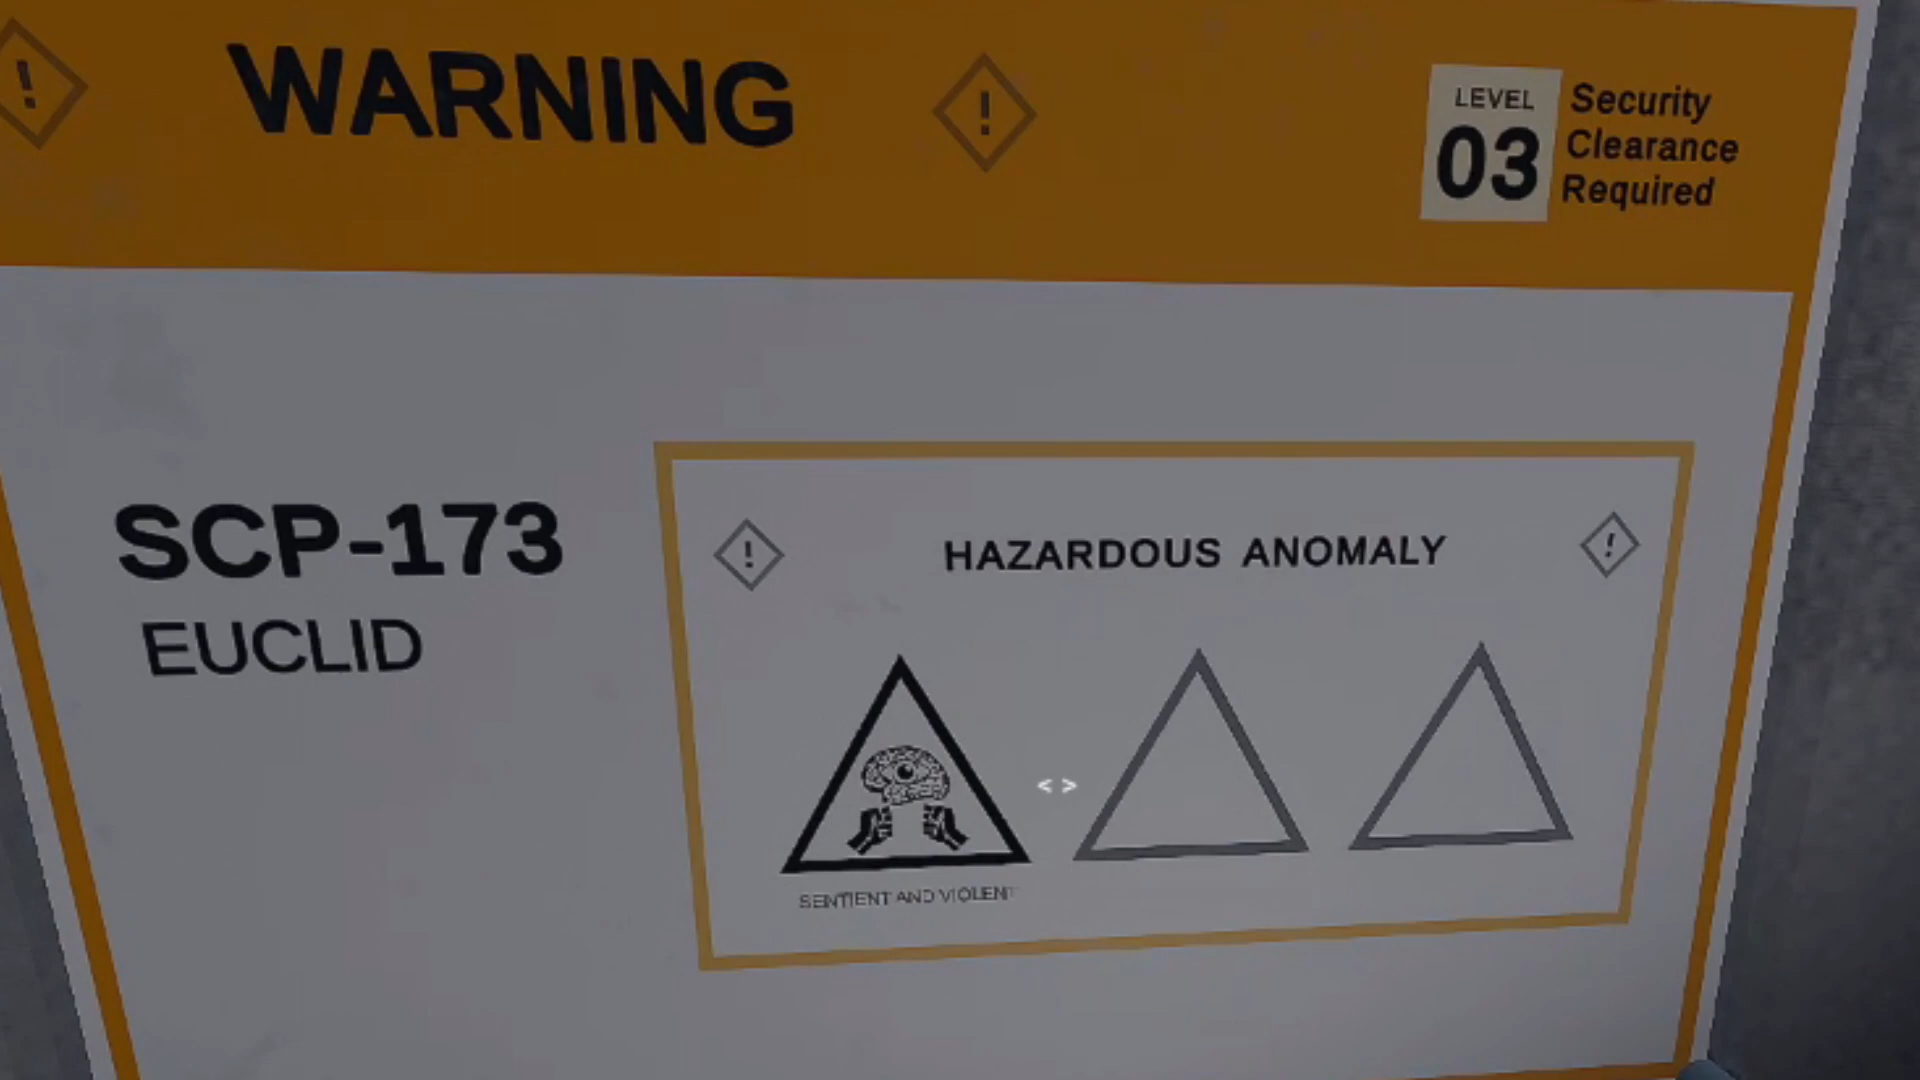 WARNING
LEVEL
03
Security
Clearance
Required
SCP-173
EUCLID
HAZARDOUS ANOMALY
SENTIENT AND VIOLENT